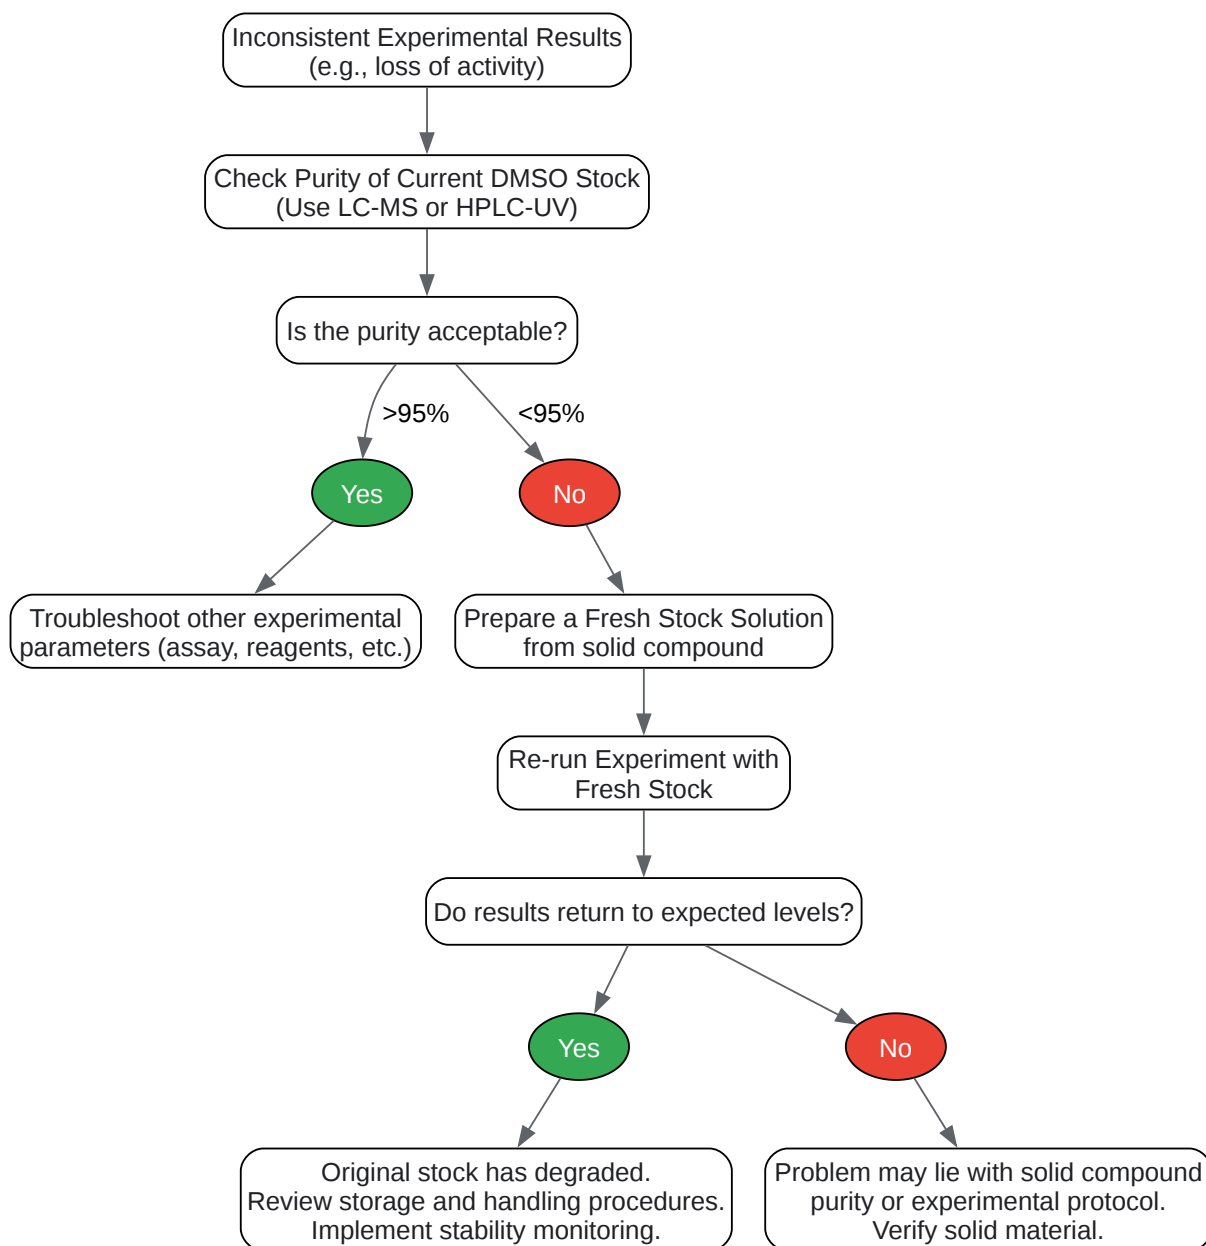 Inconsistent Experimental Results
(e.g., loss of activity)
Check Purity of Current DMSO Stock
(Use LC-MS or HPLC-UV)
Is the purity acceptable?
>95%
<95%
Yes
No
Troubleshoot other experimental
parameters (assay, reagents, etc.)
Prepare a Fresh Stock Solution
from solid compound
Re-run Experiment with
Fresh Stock
Do results return to expected levels?
Yes
No
Original stock has degraded.
Review storage and handling procedures.
Implement stability monitoring.
Problem may lie with solid compound
purity or experimental protocol.
Verify solid material.